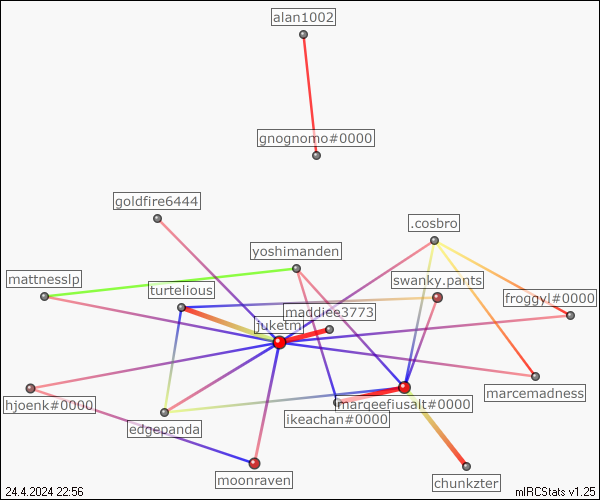 alan1002
gnognomo#0000
goldfire6444
.cosbro
yoshimanden
mattnesslp
swanky.pants
turtelious
froggyl#0000
maddiee3773
juketm
marcemadness
hjoenk#0000
margeefiusalt#0000
ikeachan#0000
edgepanda
moonraven
chunkzter
24.4.2024 22:56
mIRCStats v1.25